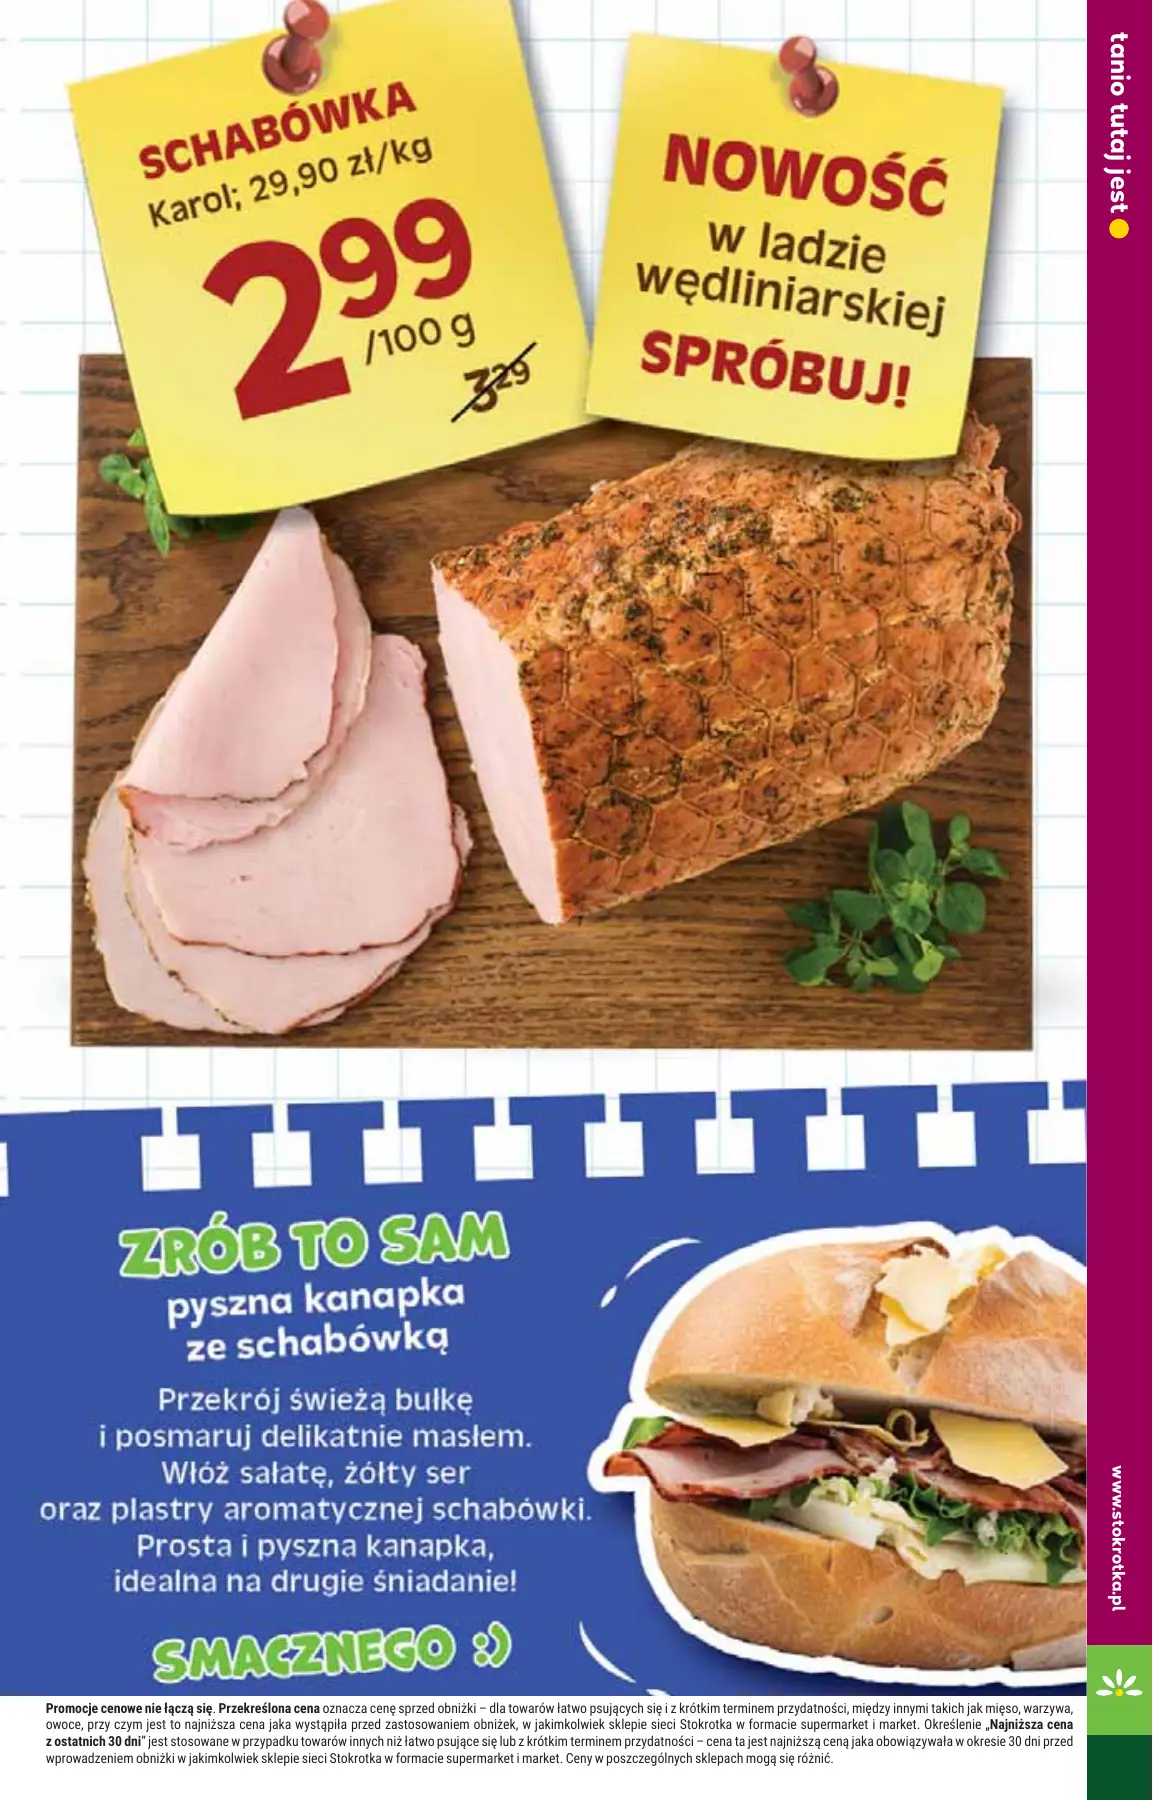 SCHABÓWKA
Karol; 29,90 zł/kg
2 99
/100 g
3 29
NOWOŚĆ
w ladzie
wędliniarskiej
SPRÓBUJ!
tanio tutaj jest
ZRÓB TO SAM
pyszna kanapka
ze schabówką
Przekrój świeżą bułkę
i posmaruj delikatnie masłem.
Włóż sałatę, żółty ser
oraz plastry aromatycznej schabówki.
Prosta i pyszna kanapka,
idealna na drugie śniadanie!
SMACZNEGO :)
www.stokrotka.pl
Promocje cenowe nie łączą się. Przekreślona cena oznacza cenę sprzed obniżki – dla towarów łatwo psujących się i z krótkim terminem przydatności, między innymi takich jak mięso, warzywa,
owoce, przy czym jest to najniższa cena jaka wystąpiła przed zastosowaniem obniżek, w jakimkolwiek sklepie sieci Stokrotka w formacie supermarket i market. Określenie „Najniższa cena
z ostatnich 30 dni” jest stosowane w przypadku towarów innych niż łatwo psujące się lub z krótkim terminem przydatności – cena ta jest najniższą ceną jaka obowiązywała w okresie 30 dni przed
wprowadzeniem obniżki w jakimkolwiek sklepie sieci Stokrotka w formacie supermarket i market. Ceny w poszczególnych sklepach mogą się różnić.